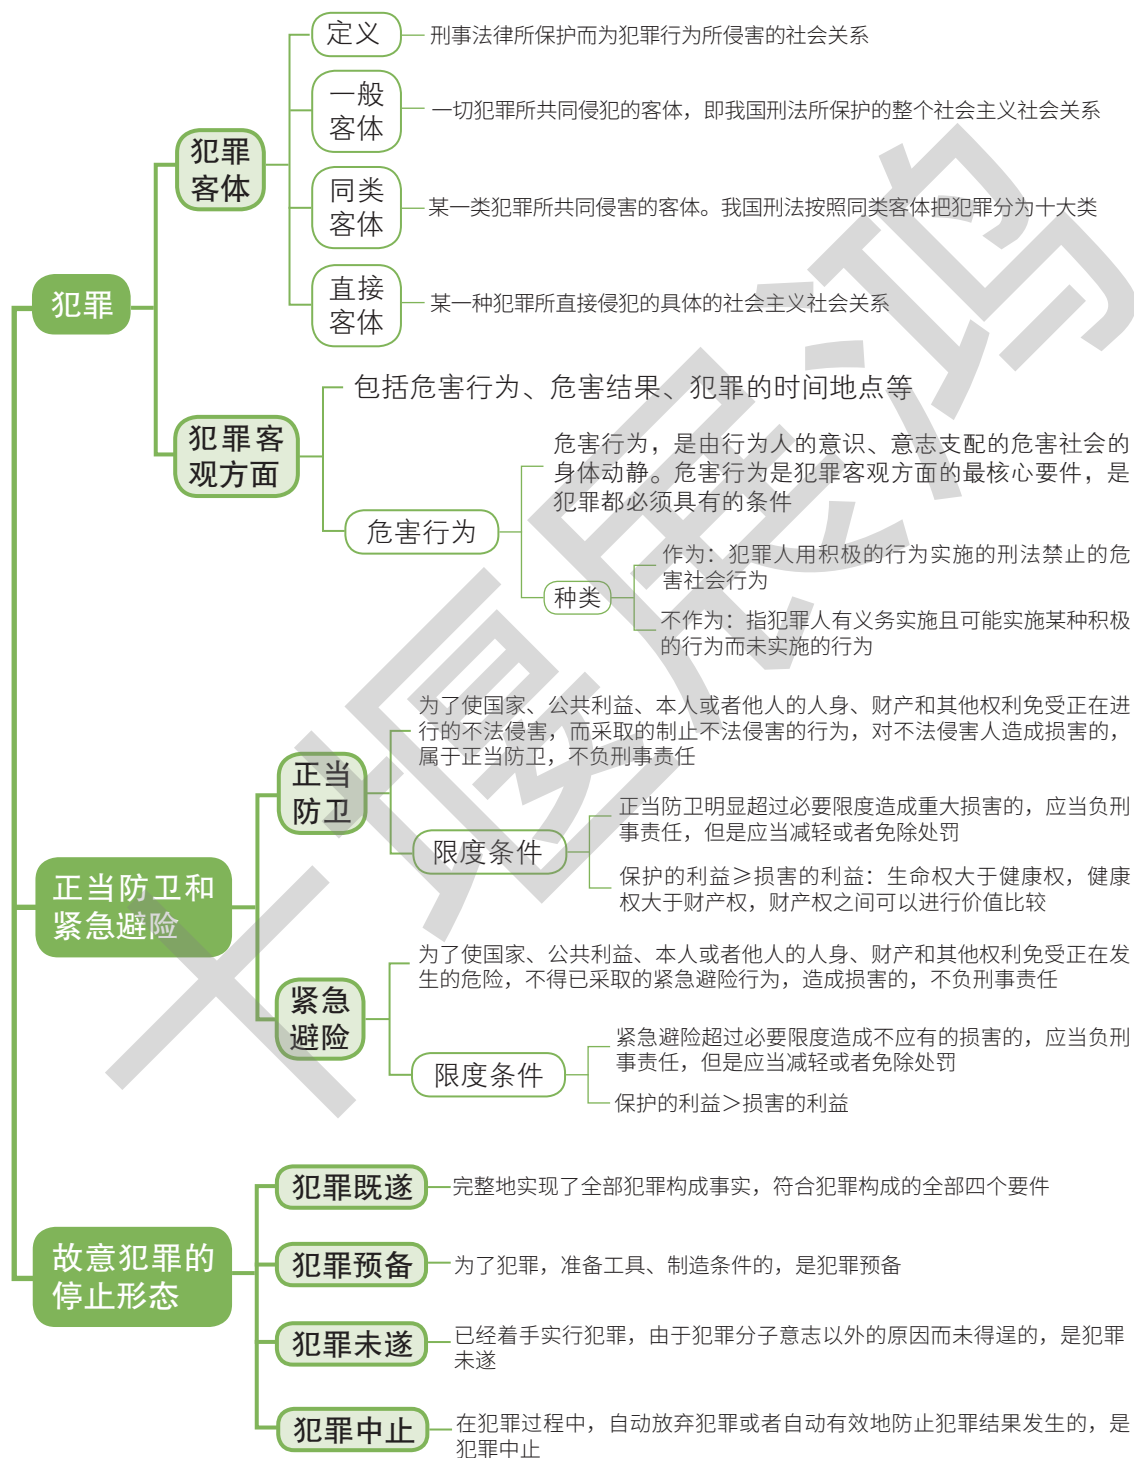 定义
刑事法律所保护而为犯罪行为所侵害的社会关系
一般
客体
一切犯罪所共同侵犯的客体，即我国刑法所保护的整个社会主义社会关系
犯罪
客体
同类
客体
某一类犯罪所共同侵害的客体。我国刑法按照同类客体把犯罪分为十大类
直接
客体
某一种犯罪所直接侵犯的具体的社会主义社会关系
犯罪
包括危害行为、危害结果、犯罪的时间地点等
犯罪客
观方面
危害行为，是由行为人的意识、意志支配的危害社会的
身体动静。危害行为是犯罪客观方面的最核心要件，是
犯罪都必须具有的条件
危害行为
作为：犯罪人用积极的行为实施的刑法禁止的危
害社会行为
种类
不作为：指犯罪人有义务实施且可能实施某种积极
的行为而未实施的行为
为了使国家、公共利益、本人或者他人的人身、财产和其他权利免受正在进
行的不法侵害，而采取的制止不法侵害的行为，对不法侵害人造成损害的，
属于正当防卫，不负刑事责任
正当
防卫
正当防卫明显超过必要限度造成重大损害的，应当负刑
事责任，但是应当减轻或者免除处罚
限度条件
保护的利益≥损害的利益：生命权大于健康权，健康
权大于财产权，财产权之间可以进行价值比较
正当防卫和
紧急避险
为了使国家、公共利益、本人或者他人的人身、财产和其他权利免受正在发
生的危险，不得已采取的紧急避险行为，造成损害的，不负刑事责任
紧急
避险
紧急避险超过必要限度造成不应有的损害的，应当负刑
事责任，但是应当减轻或者免除处罚
限度条件
保护的利益＞损害的利益
犯罪既遂
完整地实现了全部犯罪构成事实，符合犯罪构成的全部四个要件
故意犯罪的
停止形态
犯罪预备
为了犯罪，准备工具、制造条件的，是犯罪预备
犯罪未遂
已经着手实行犯罪，由于犯罪分子意志以外的原因而未得逞的，是犯罪
未遂
犯罪中止
在犯罪过程中，自动放弃犯罪或者自动有效地防止犯罪结果发生的，是
犯罪中止
十堰展鸿